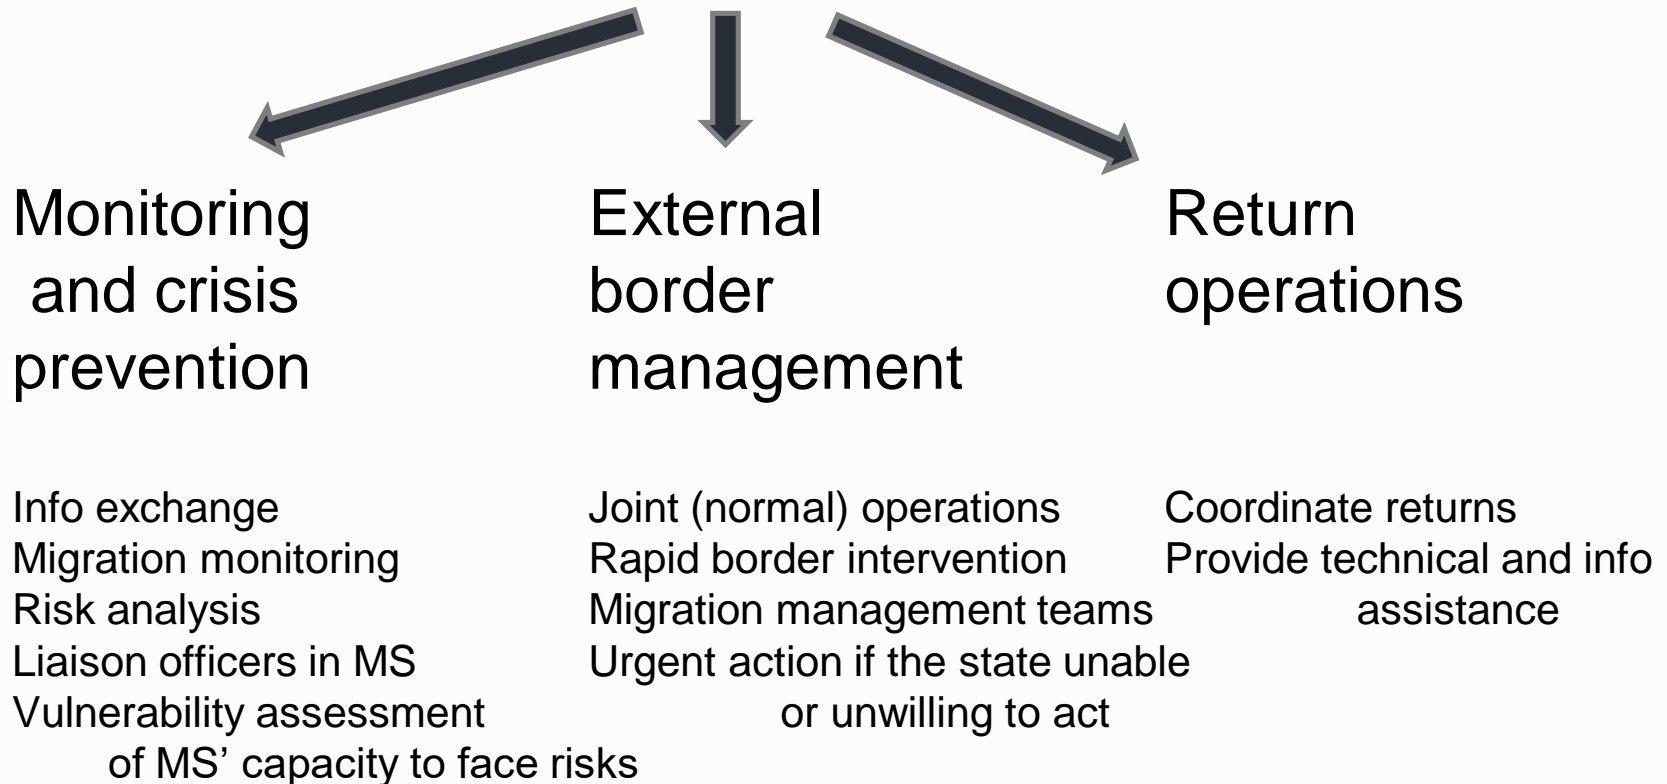 Monitoring
and crisis
prevention
External
border
management
Return
operations
Info exchange
Migration monitoring
Risk analysis
Liaison officers in MS
Vulnerability assessment
of MS’ capacity to face risks
Joint (normal) operations
Rapid border intervention
Migration management teams
Urgent action if the state unable
or unwilling to act
Coordinate returns
Provide technical and info
assistance